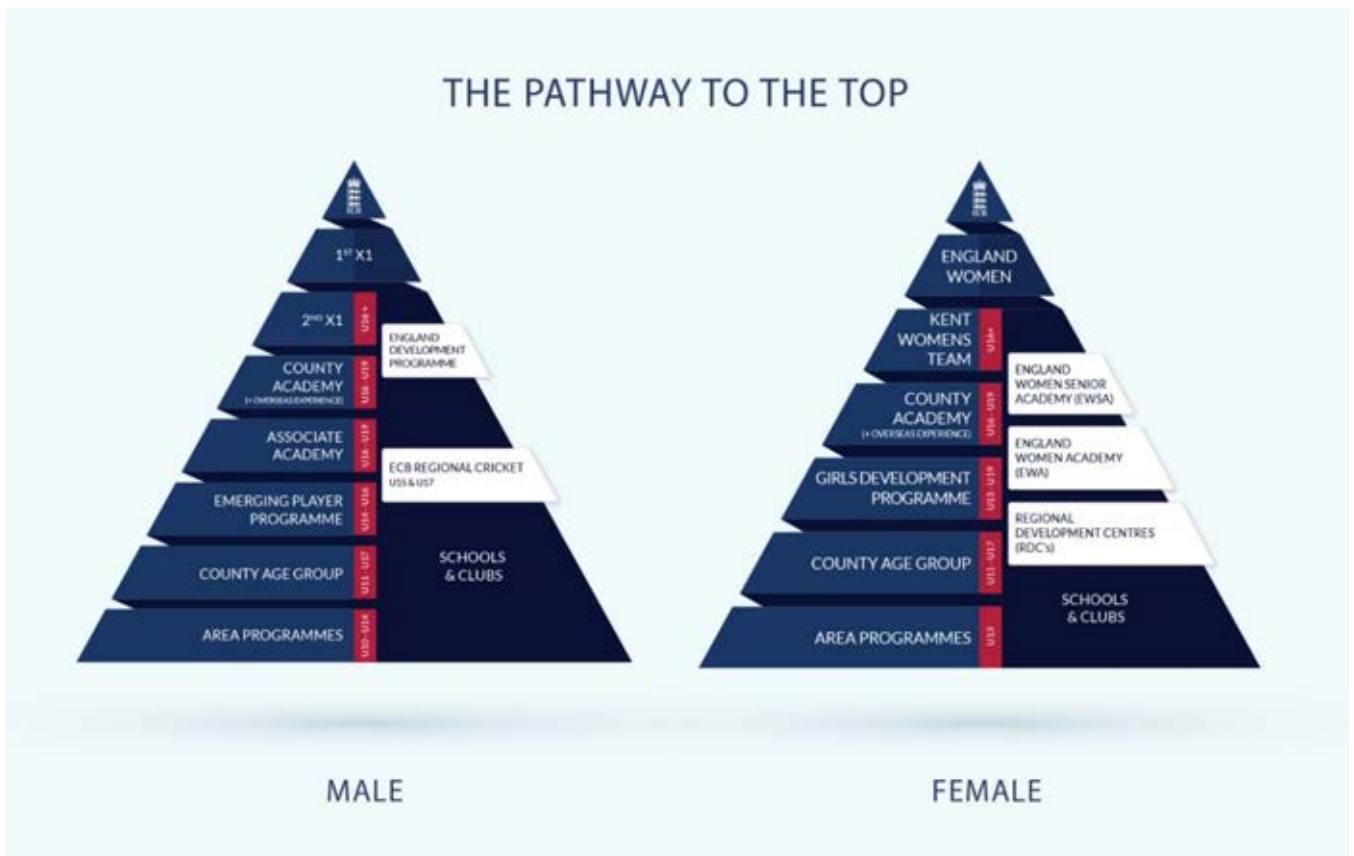 THE PATHWAY TO THE TOP
1ST X1
2ND X1
U16+
COUNTY
ACADEMY
(+ OVERSEAS EXPERIENCE)
U16 - U19
ASSOCIATE
ACADEMY
U16 - U19
EMERGING PLAYER
PROGRAMME
U14 - U16
COUNTY AGE GROUP
U11 - U17
AREA PROGRAMMES
U10 - U14
ENGLAND
DEVELOPMENT
PROGRAMME
ECB REGIONAL CRICKET
U15 & U17
SCHOOLS
& CLUBS
MALE
ENGLAND
WOMEN
KENT
WOMENS
TEAM
U16+
COUNTY
ACADEMY
(+ OVERSEAS EXPERIENCE)
U16 - U19
GIRLS DEVELOPMENT
PROGRAMME
U13 - U19
COUNTY AGE GROUP
U11 - U17
AREA PROGRAMMES
U13
ENGLAND
WOMEN SENIOR
ACADEMY (EWSA)
ENGLAND
WOMEN ACADEMY
(EWA)
REGIONAL
DEVELOPMENT CENTRES
(RDC's)
SCHOOLS
& CLUBS
FEMALE